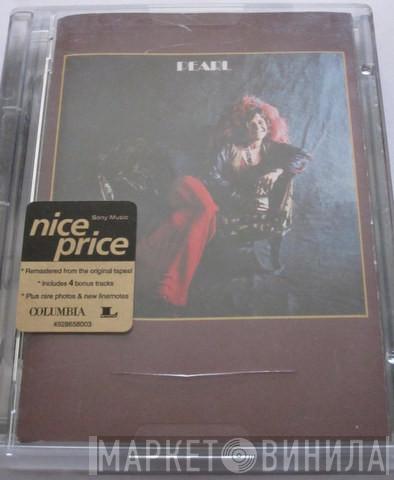 PEARL
Sony Music
nice
price
* Remastered from the original tapes!
* Includes 4 bonus tracks
* Plus rare photos & new linernotes
COLUMBIA L
4928658003
МАРКЕТ ВИНИЛА